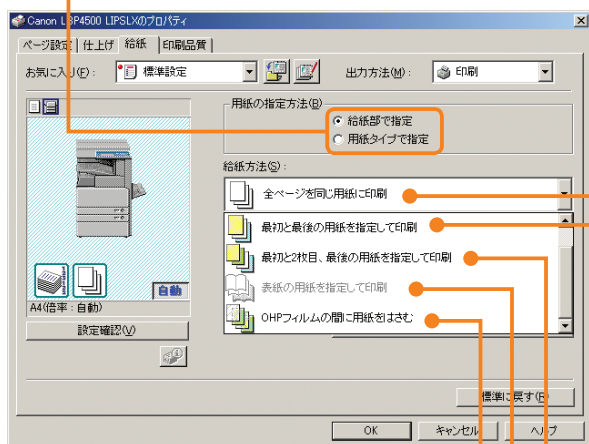 Canon LBP4500 LIPSLXのプロパティ
ページ設定 仕上げ 給紙 印刷品質
お気に入り(F): 標準設定 出力方法(M): 印刷
用紙の指定方法(B)
給紙部で指定
用紙タイプで指定
給紙方法(S):
全ページを同じ用紙に印刷
最初と最後の用紙を指定して印刷
最初と2枚目、最後の用紙を指定して印刷
表紙の用紙を指定して印刷
OHPフィルムの間に用紙をはさむ
自動
A4(倍率:自動)
設定確認(V)
標準に戻す(R)
OK キャンセル ヘルプ